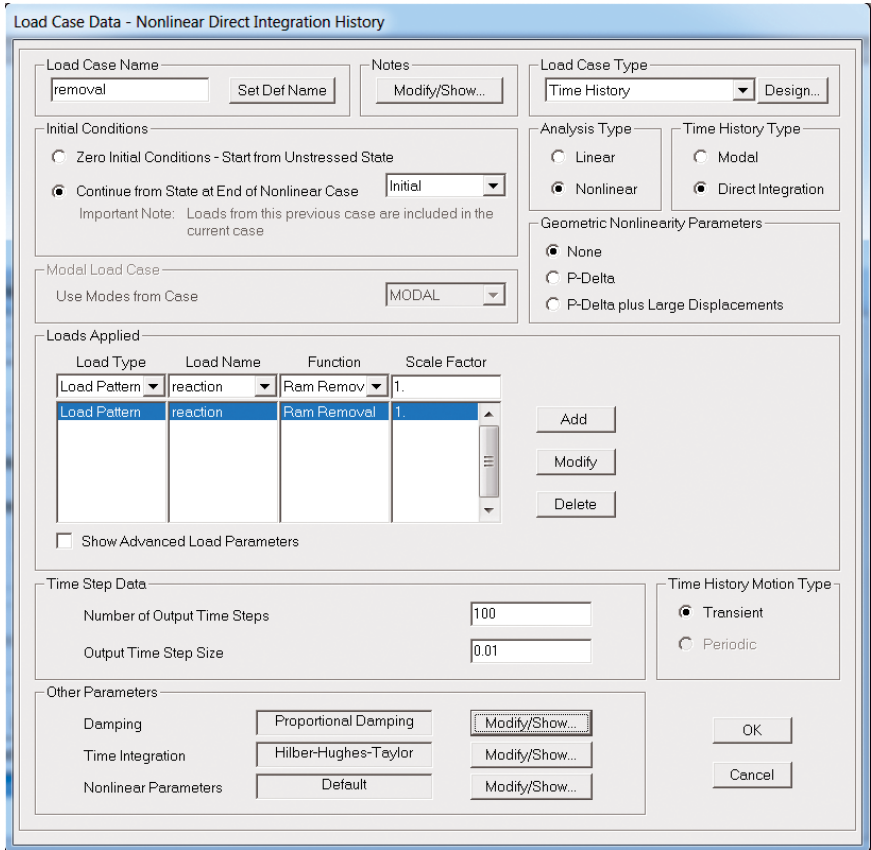 Load Case Data - Nonlinear Direct Integration History
Load Case Name
removal
Set Def Name
Notes
Modify/Show...
Load Case Type
Time History
Design...
Initial Conditions
Zero Initial Conditions - Start from Unstressed State
Continue from State at End of Nonlinear Case
Initial
Important Note: Loads from this previous case are included in the
current case
Analysis Type
Linear
Nonlinear
Time History Type
Modal
Direct Integration
Geometric Nonlinearity Parameters
None
P-Delta
P-Delta plus Large Displacements
Modal Load Case
Use Modes from Case
MODAL
Loads Applied
Load Type Load Name Function Scale Factor
Load Pattern reaction Ram Remov 1.
Load Pattern reaction Ram Removal 1.
Add
Modify
Delete
Show Advanced Load Parameters
Time Step Data
Number of Output Time Steps 100
Output Time Step Size 0.01
Time History Motion Type
Transient
Periodic
Other Parameters
Damping Proportional Damping Modify/Show...
Time Integration Hilber-Hughes-Taylor Modify/Show...
Nonlinear Parameters Default Modify/Show...
OK
Cancel